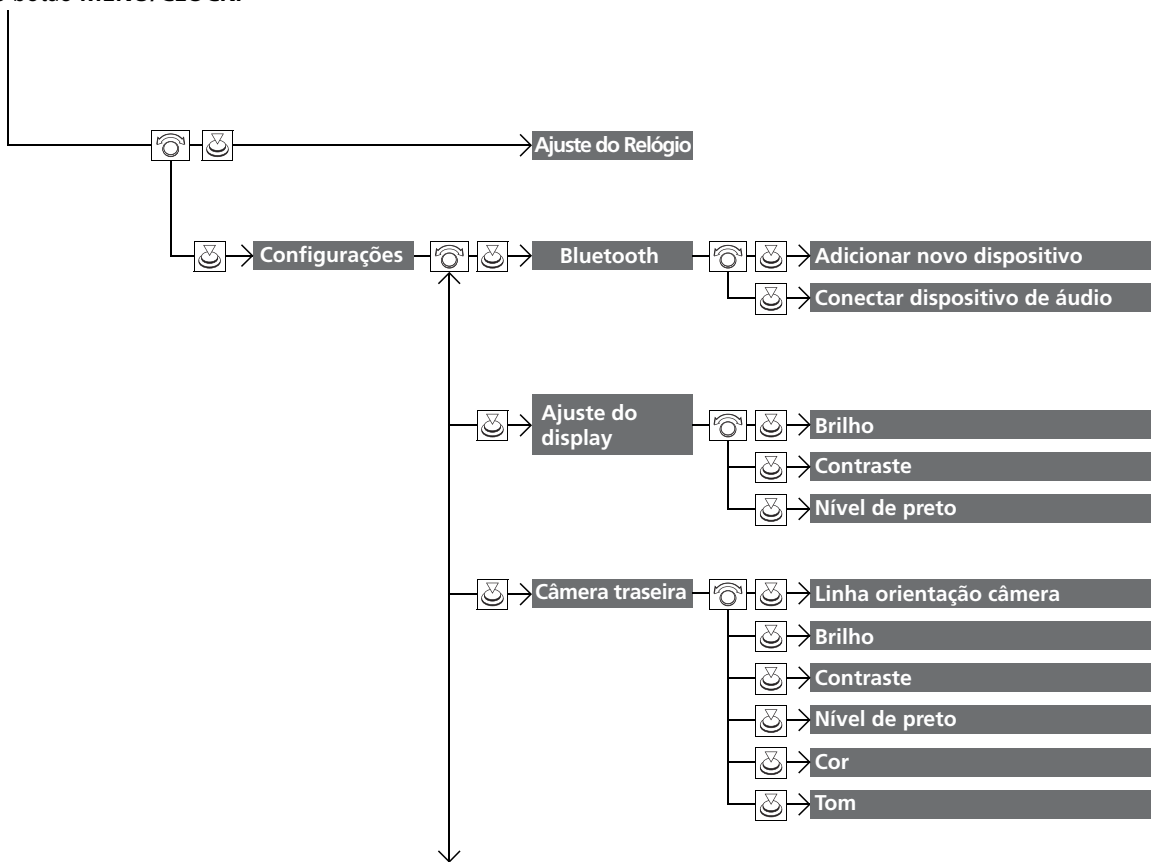 Ajuste do Relógio
Configurações
Bluetooth
Adicionar novo dispositivo
Conectar dispositivo de áudio
Ajuste do
display
Brilho
Contraste
Nível de preto
Câmera traseira
Linha orientação câmera
Brilho
Contraste
Nível de preto
Cor
Tom